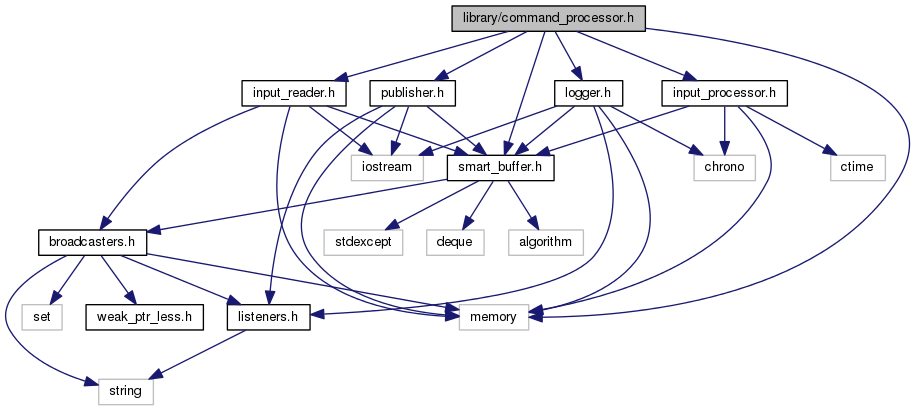 library/command_processor.h
input_reader.h
publisher.h
logger.h
input_processor.h
iostream
smart_buffer.h
chrono
ctime
broadcasters.h
stdexcept
deque
algorithm
set
weak_ptr_less.h
listeners.h
memory
string